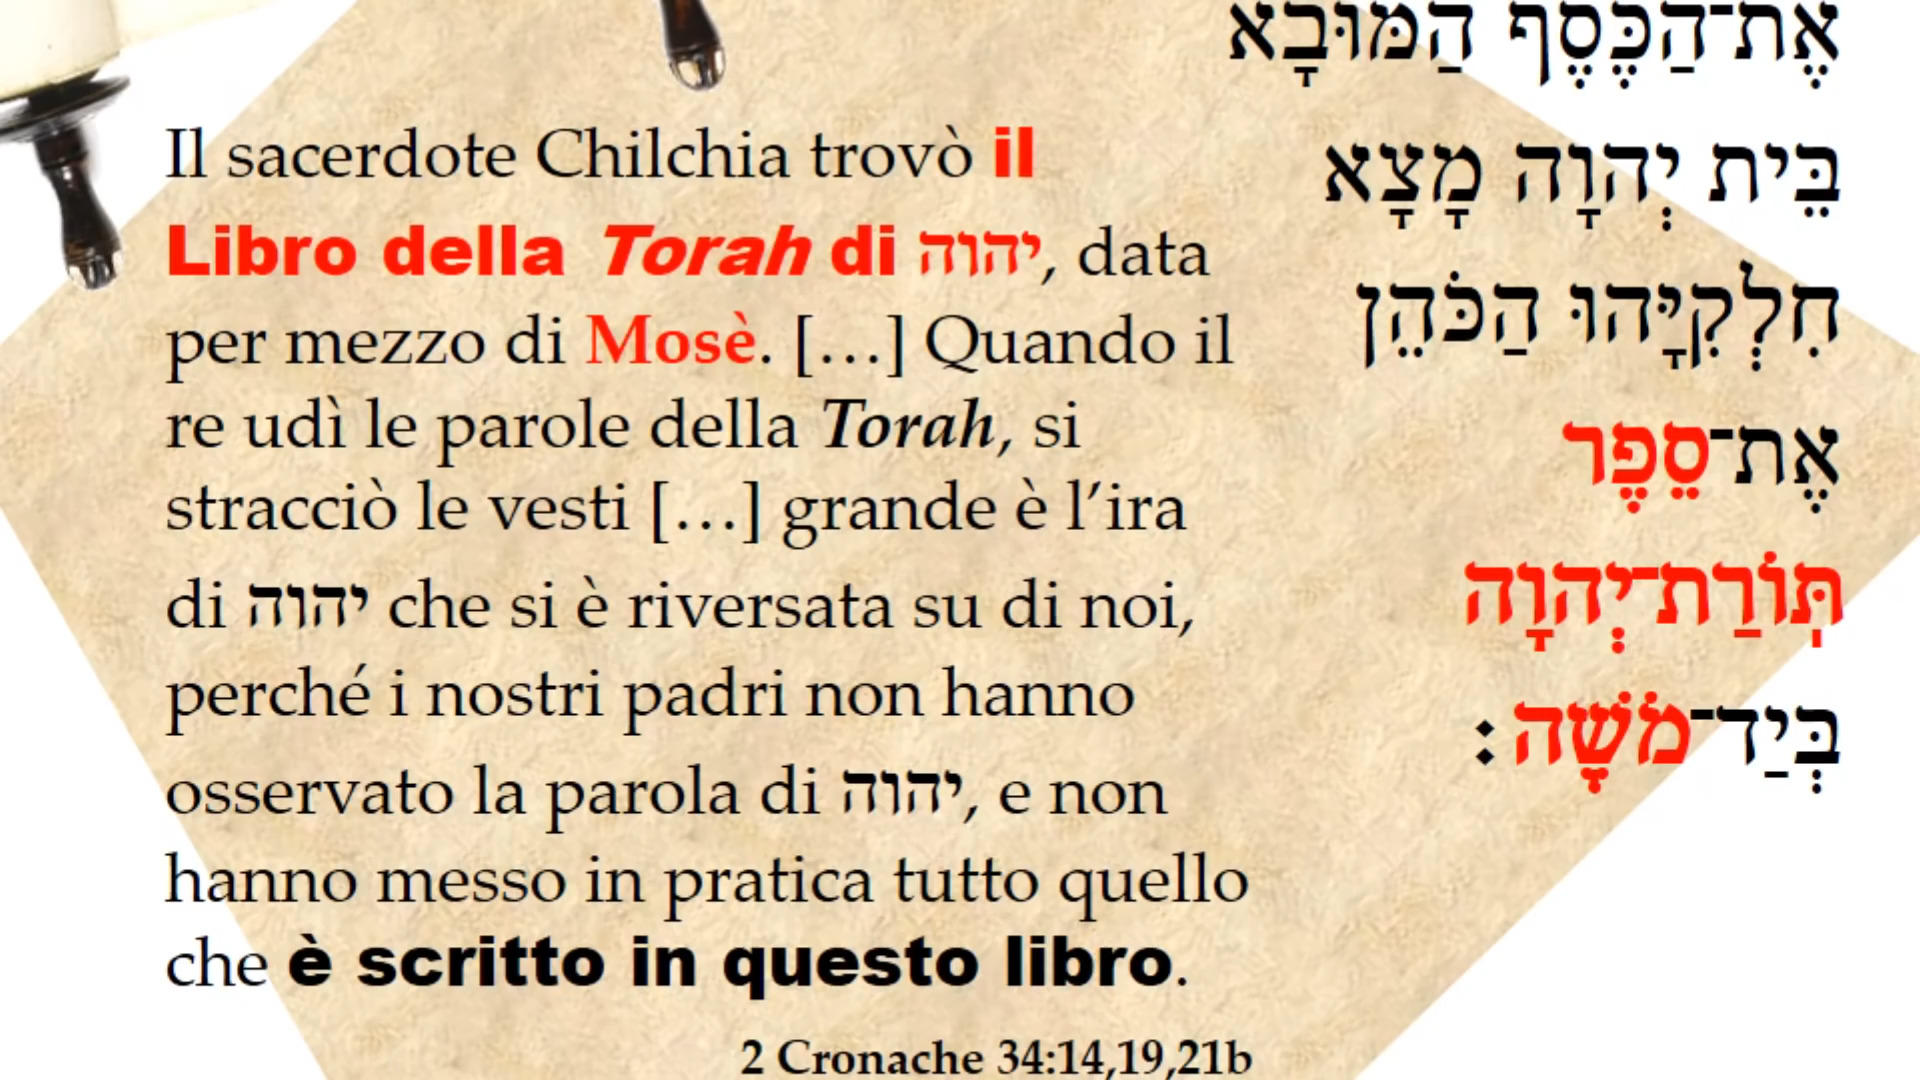 Il sacerdote Chilchia trovò il
Libro della Torah di יהוה, data
per mezzo di Mosè. […] Quando il
re udì le parole della Torah, si
stracciò le vesti […] grande è l’ira
di יהוה che si è riversata su di noi,
perché i nostri padri non hanno
osservato la parola di יהוה, e non
hanno messo in pratica tutto quello
che è scritto in questo libro.
2 Cronache 34:14,19,21b
אֶת־הַכֶּסֶף הַמּוּבָא
בֵּית יְהוָה מָצָא
חִלְקִיָּהוּ הַכֹּהֵן
אֶת־סֵפֶר
תּֽוֹרַת־יְהוָה
בְּיַד־מֹשֶׁה׃